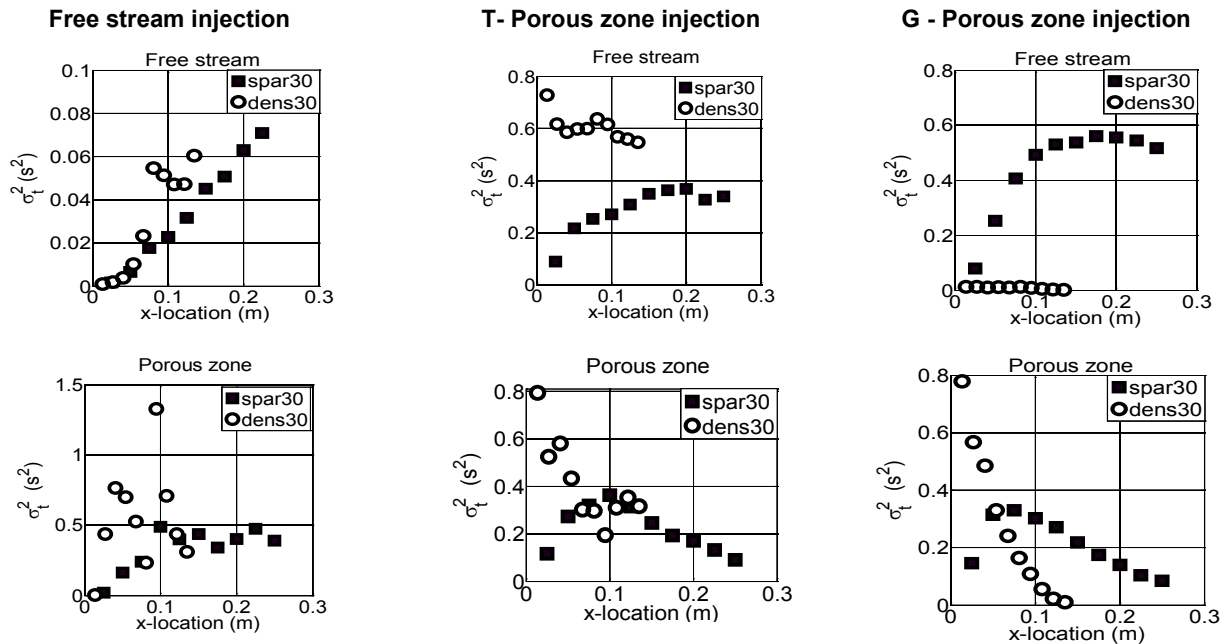 Free stream injection
T- Porous zone injection
G - Porous zone injection
Free stream
0.1
0.08
0.06
0.04
0.02
0
σt2 (s2)
spar30
dens30
0 0.1 0.2 0.3
x-location (m)
Free stream
0.8
0.6
0.4
0.2
0
σt2 (s2)
spar30
dens30
0 0.1 0.2 0.3
x-location (m)
Free stream
0.8
0.6
0.4
0.2
0
σt2 (s2)
spar30
dens30
0 0.1 0.2 0.3
x-location (m)
Porous zone
1.5
1
0.5
0
σt2 (s2)
spar30
dens30
0 0.1 0.2 0.3
x-location (m)
Porous zone
0.8
0.6
0.4
0.2
0
σt2 (s2)
spar30
dens30
0 0.1 0.2 0.3
x-location (m)
Porous zone
0.8
0.6
0.4
0.2
0
σt2 (s2)
spar30
dens30
0 0.1 0.2 0.3
x-location (m)